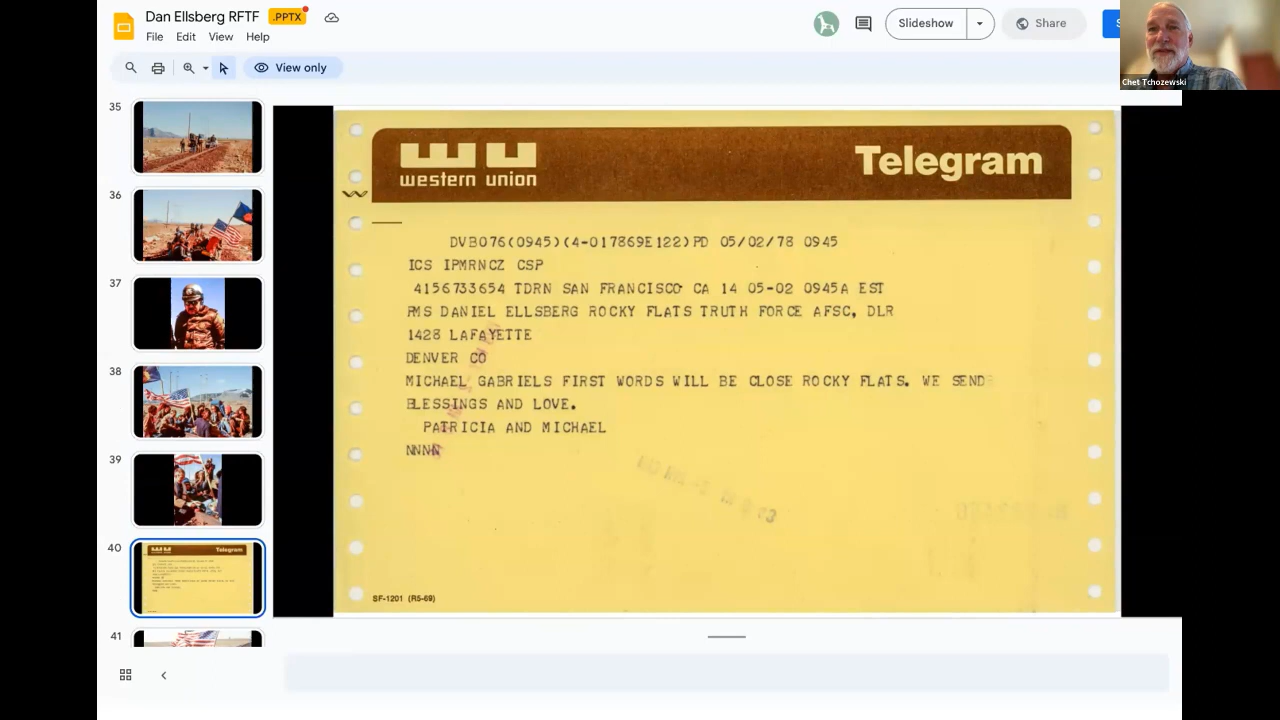 Dan Ellsberg RFTF .PPTX
File Edit View Help
Slideshow
Share
Chet Tchozewski
View only
35
36
37
38
39
40
41
western union
Telegram
DVB076(0945)(4-017869E122)PD 05/02/78 0945
ICS IPMRNCZ CSP
4156733654 TDRN SAN FRANCISCO CA 14 05-02 0945A EST
PMS DANIEL ELLSBERG ROCKY FLATS TRUTH FORCE AFSC, DLR
1428 LAFAYETTE
DENVER CO
MICHAEL GABRIELS FIRST WORDS WILL BE CLOSE ROCKY FLATS. WE SEND
BLESSINGS AND LOVE.
PATRICIA AND MICHAEL
NNNN
SF-1201 (R5-69)